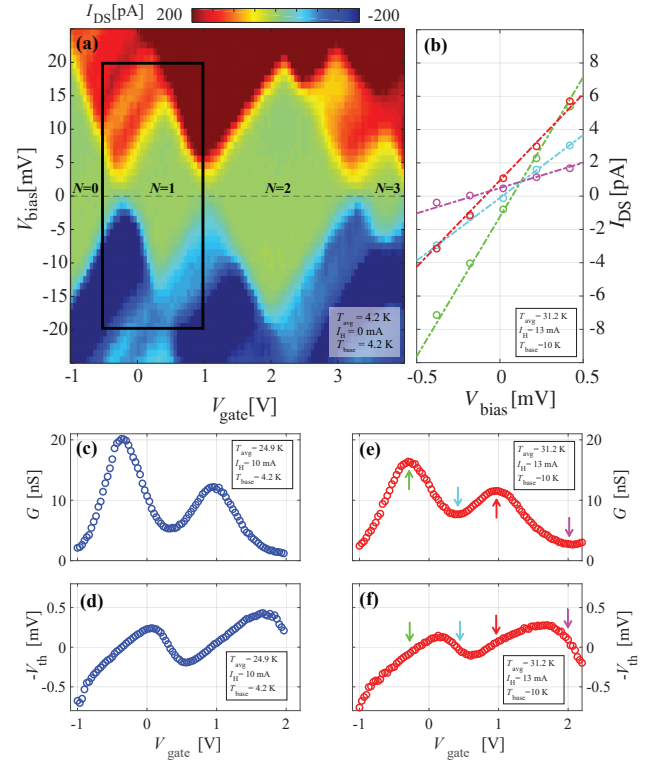 I_DS[pA] 200 -200
(a)
25
20
15
10
5
0
-5
-10
-15
-20
V_bias[mV]
N=0 N=1 N=2 N=3
T_avg = 4.2 K
I_H = 0 mA
T_base = 4.2 K
-1 0 1 2 3
V_gate[V]
(b)
8
6
4
2
0
-2
-4
-6
-8
I_DS [pA]
T_avg = 31.2 K
I_H = 13 mA
T_base = 10 K
-0.5 0 0.5
V_bias [mV]
(c)
20
10
0
G [nS]
T_avg = 24.9 K
I_H = 10 mA
T_base = 4.2 K
(e)
20
10
0
G [nS]
T_avg = 31.2 K
I_H = 13 mA
T_base = 10 K
(d)
0.5
0
-0.5
-V_th [mV]
T_avg = 24.9 K
I_H = 10 mA
T_base = 4.2 K
-1 0 1 2
V_gate [V]
(f)
0.5
0
-0.5
-V_th [mV]
T_avg = 31.2 K
I_H = 13 mA
T_base = 10 K
-1 0 1 2
V_gate [V]